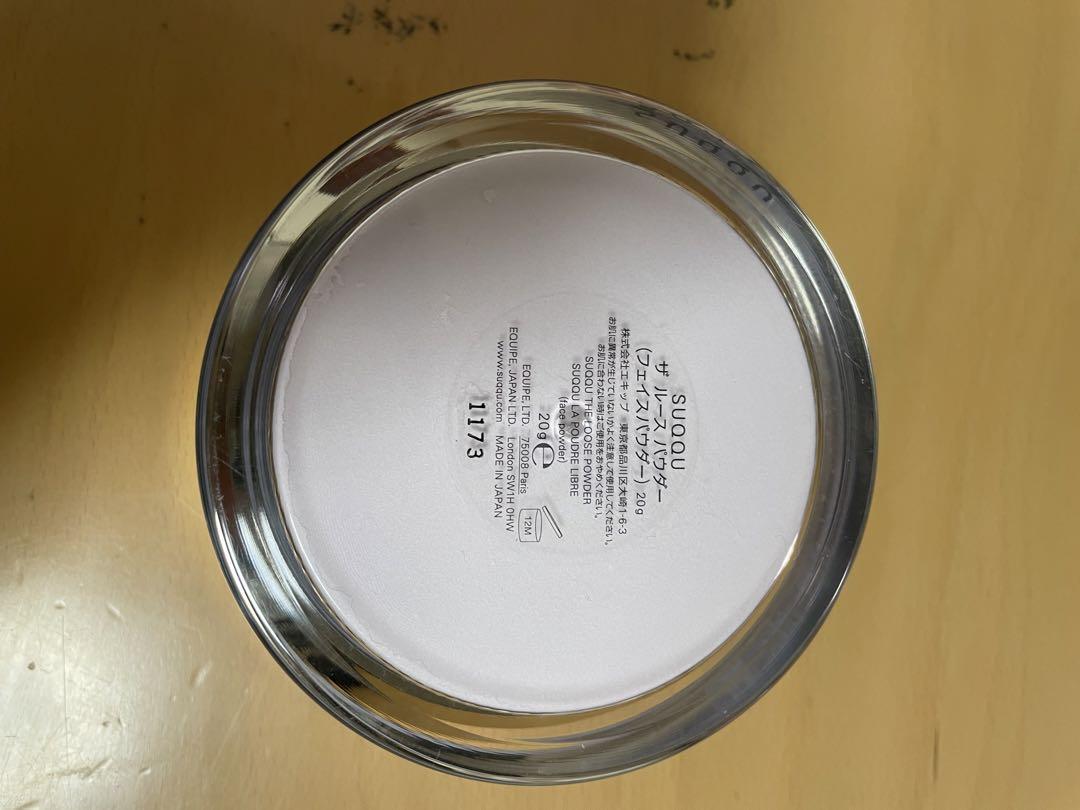 SUQQU
SUQQU
ザ ルース パウダー
(フェイスパウダー) 20g
株式会社エキップ 東京都品川区大崎1-6-3
お肌に異常が生じていないかよく注意して使用してください。
お肌に合わない時はご使用をおやめください。
SUQQU THE LOOSE POWDER
SUQQU LA POUDRE LIBRE
(face powder)
20g e
12M
EQUIPE, LTD. 75008 Paris
EQUIPE, JAPAN LTD. London SW1H 0HW
www.suqqu.com MADE IN JAPAN
1173